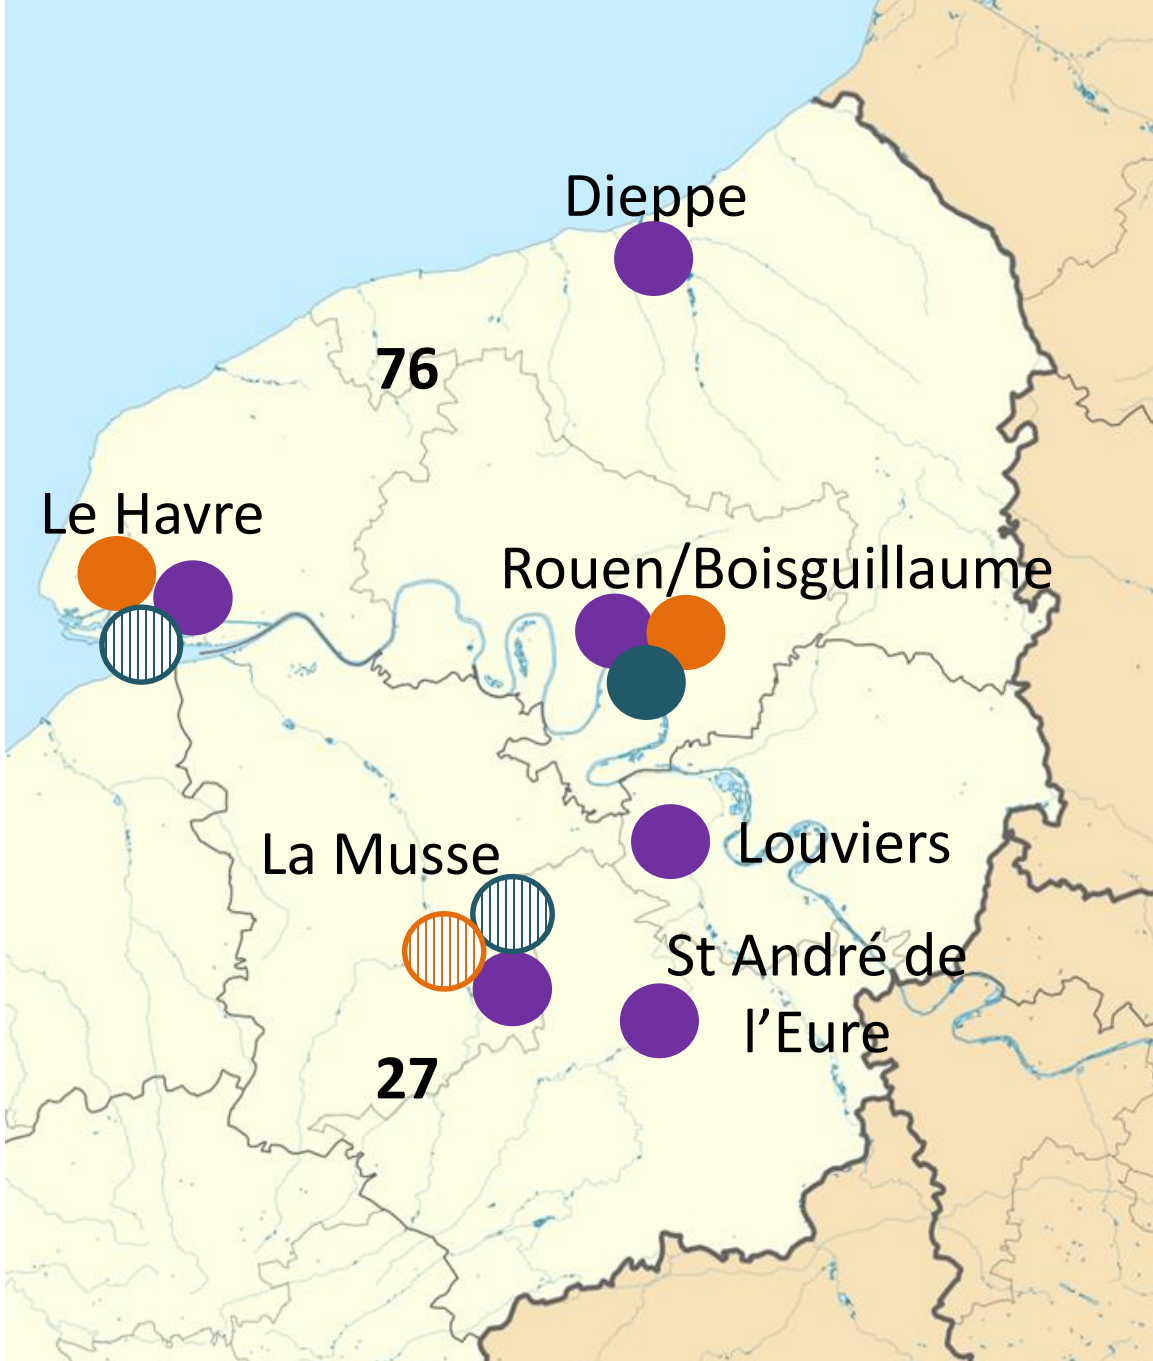 Dieppe
76
Le Havre
Rouen/Boisguillaume
Louviers
La Musse
St André de
l’Eure
27